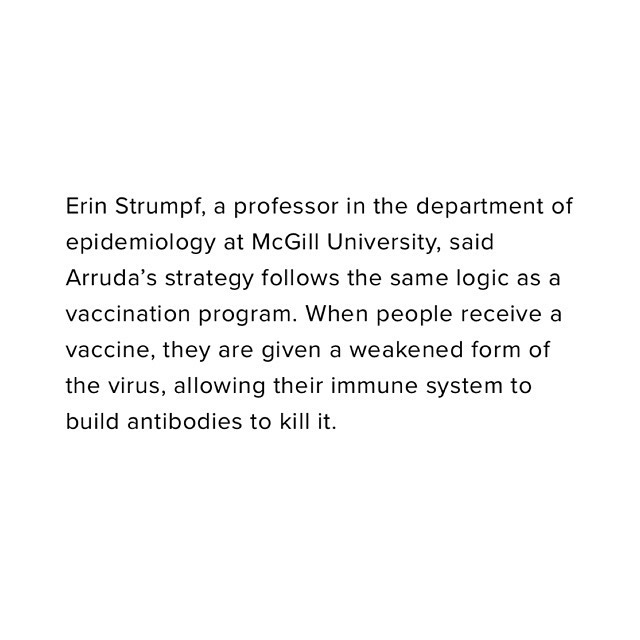 Erin Strumpf, a professor in the department of
epidemiology at McGill University, said
Arruda’s strategy follows the same logic as a
vaccination program. When people receive a
vaccine, they are given a weakened form of
the virus, allowing their immune system to
build antibodies to kill it.